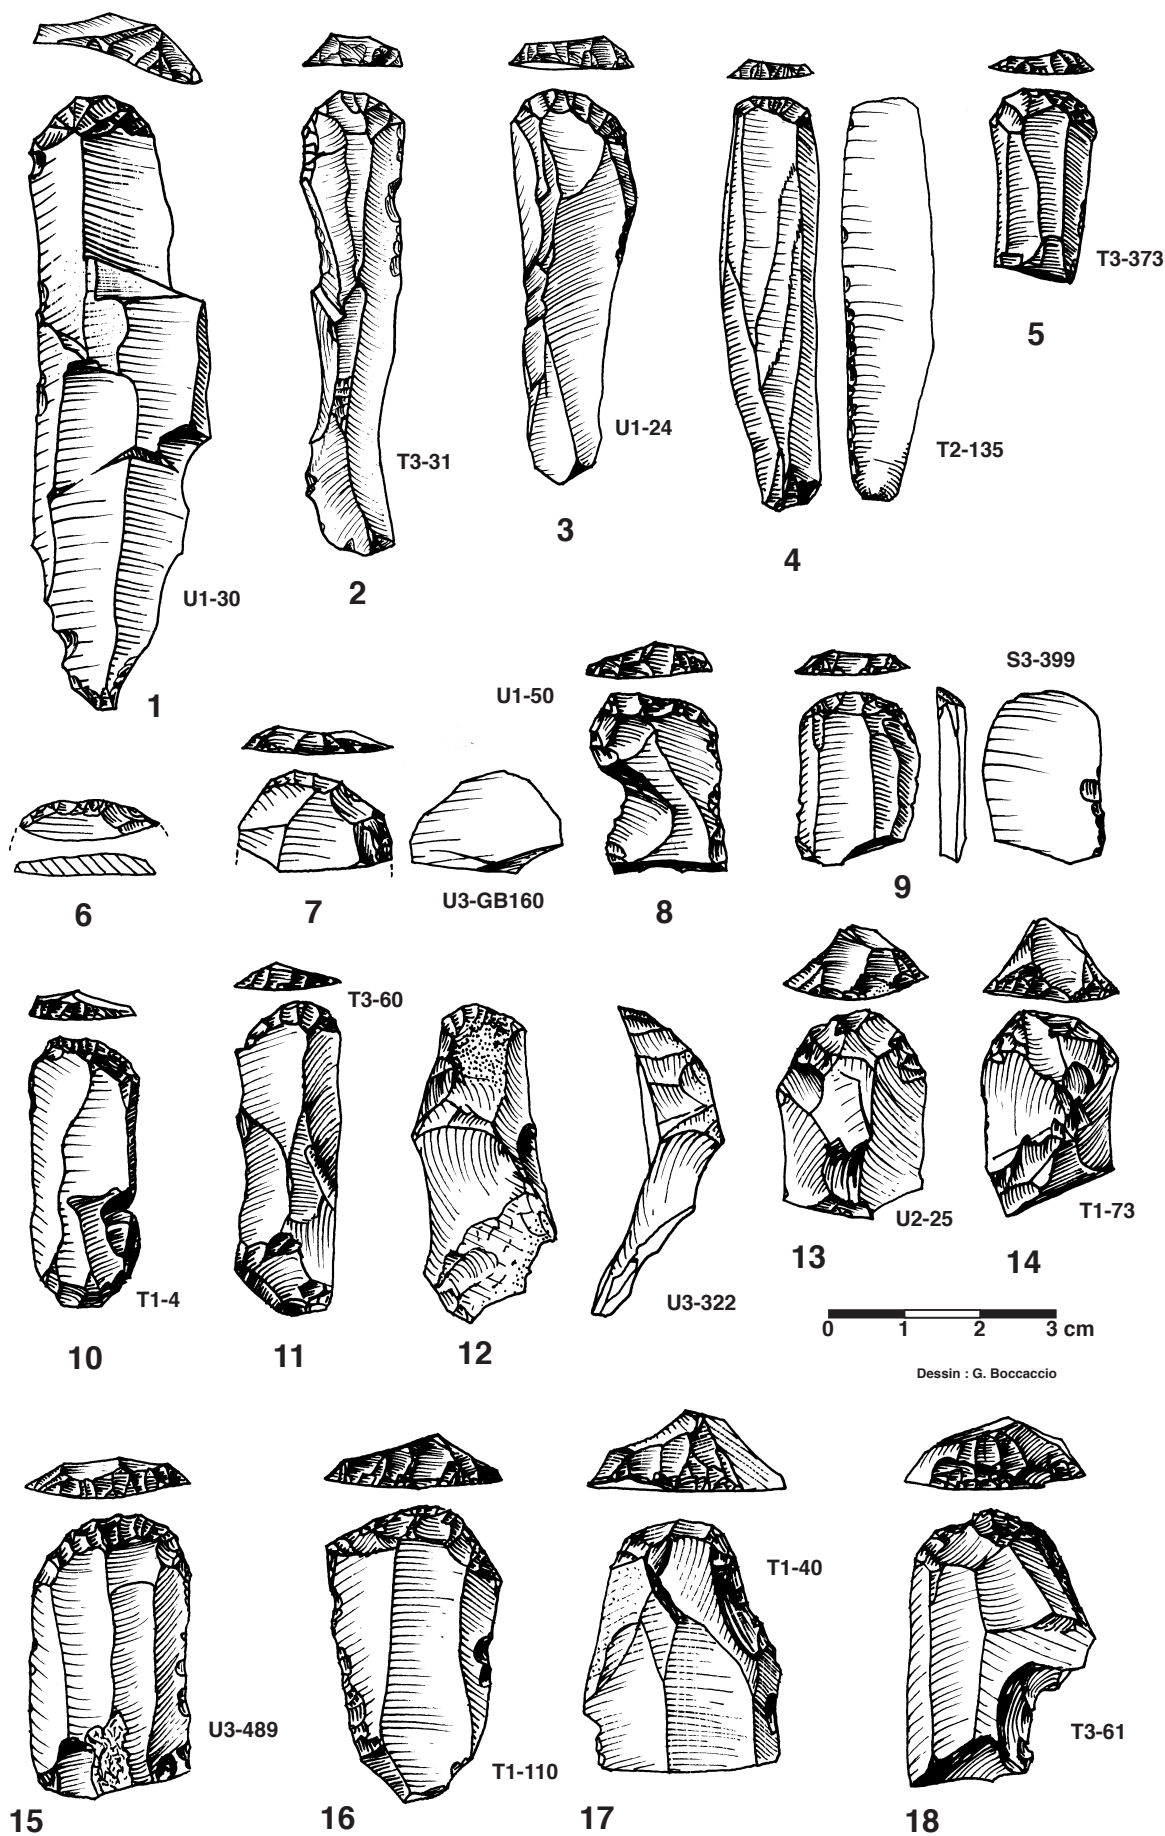 T3-373
5
U1-24
T2-135
T3-31
3
4
2
U1-30
1
S3-399
U1-50
6
7
U3-GB160
8
9
T3-60
T1-4
U2-25
T1-73
13
14
U3-322
10
11
12
0 1 2 3 cm
Dessin : G. Boccaccio
T1-40
U3-489
T3-61
T1-110
15
16
17
18